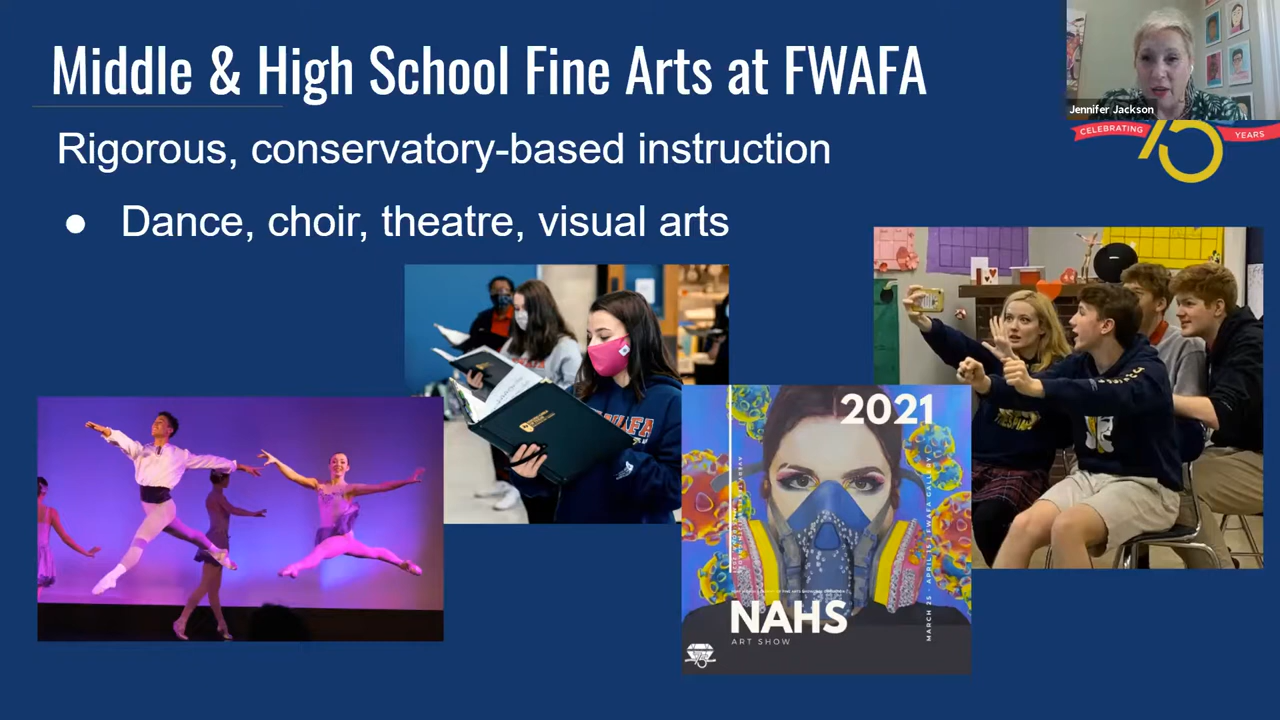 Middle & High School Fine Arts at FWAFA
Jennifer Jackson
CELEBRATING 75 YEARS
Rigorous, conservatory-based instruction
● Dance, choir, theatre, visual arts
2021
NAHS
ART SHOW